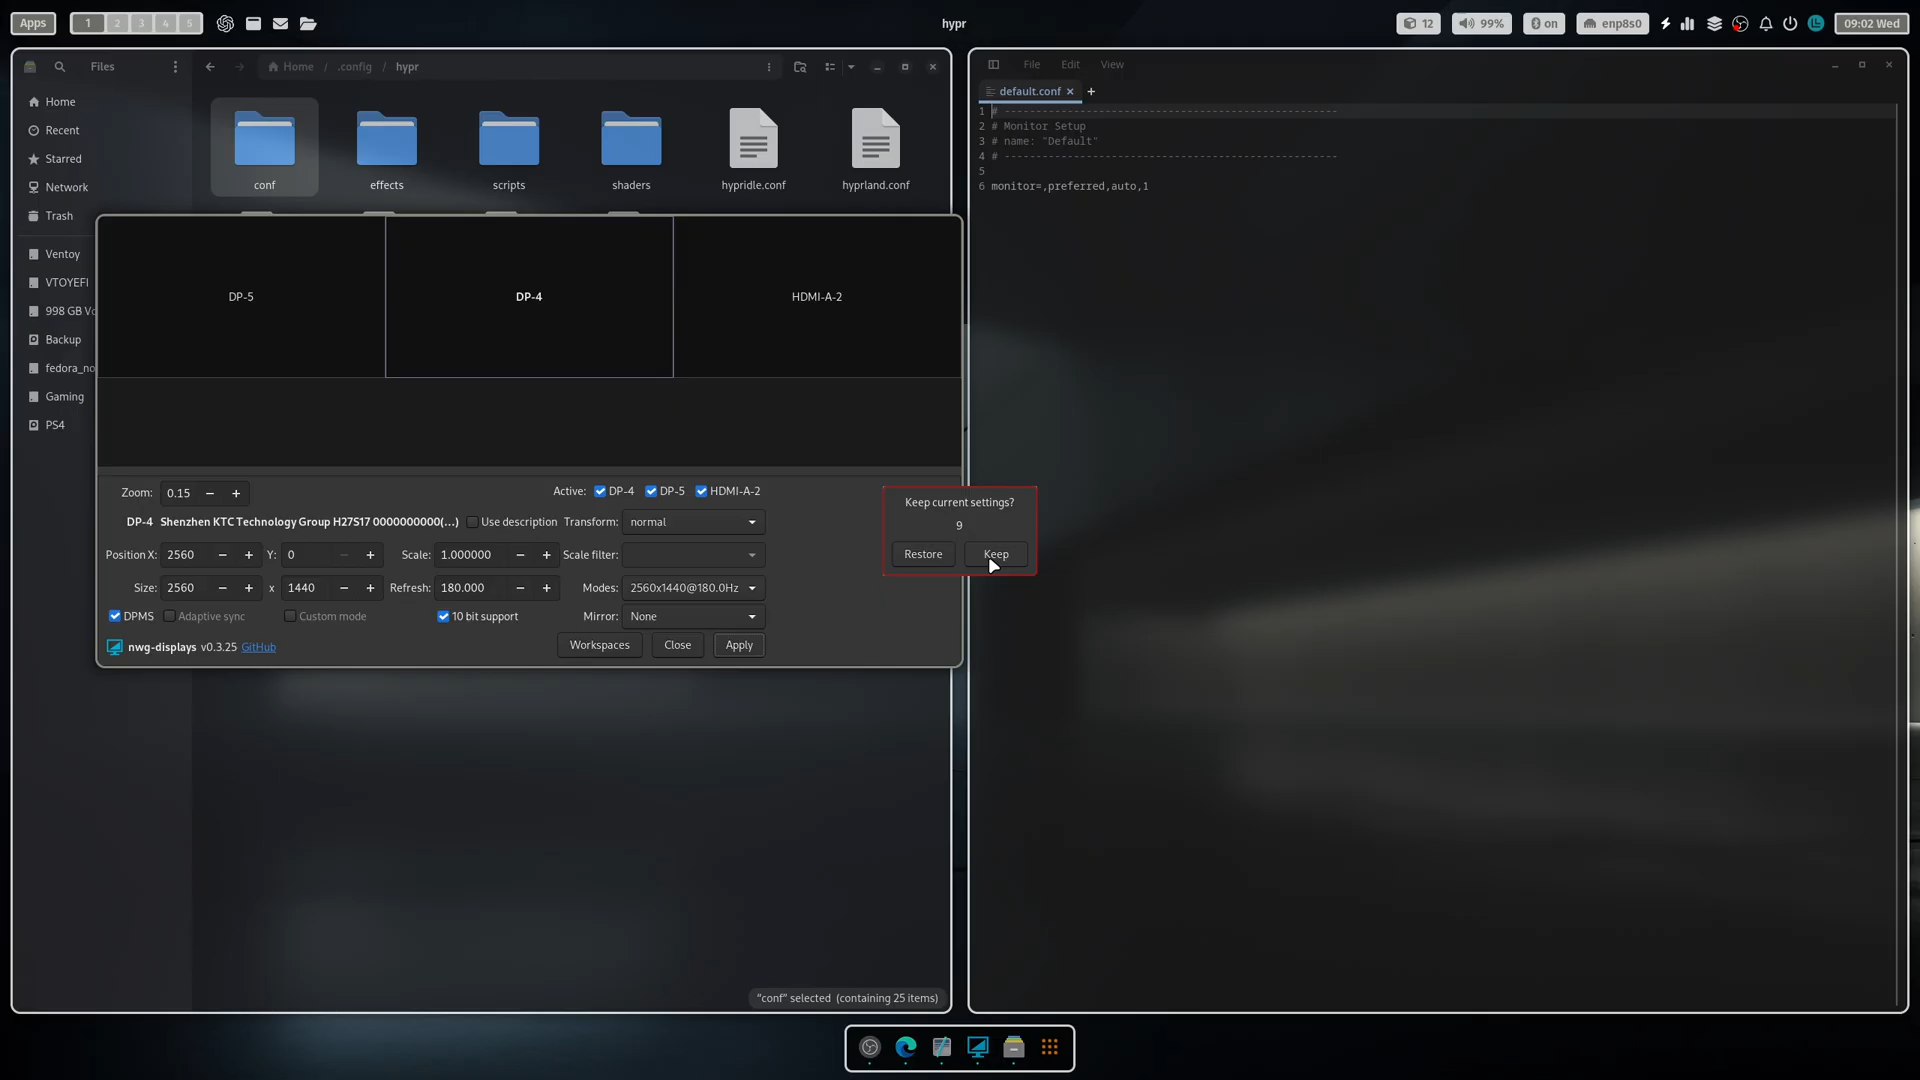 Apps
1 2 3 4 5
hypr
12
99%
on
enp8s0
09:02 Wed
Files
Home / .config / hypr
Home
Recent
Starred
Network
Trash
Ventoy
VTOYEFI
998 GB Vo
Backup
fedora_no
Gaming
PS4
conf
effects
scripts
shaders
hypridle.conf
hyprland.conf
DP-5
DP-4
HDMI-A-2
Zoom: 0.15 − +
Active: DP-4 DP-5 HDMI-A-2
DP-4 Shenzhen KTC Technology Group H27S17 0000000000(...) Use description Transform: normal
Position X: 2560 − + Y: 0 − + Scale: 1.000000 − + Scale filter:
Size: 2560 − + x 1440 − + Refresh: 180.000 − + Modes: 2560x1440@180.0Hz
DPMS Adaptive sync Custom mode 10 bit support Mirror: None
nwg-displays v0.3.25 GitHub Workspaces Close Apply
Keep current settings?
9
Restore Keep
"conf" selected (containing 25 items)
File Edit View
default.conf × +
1 # -----------------------------------------------------
2 # Monitor Setup
3 # name: "Default"
4 # -----------------------------------------------------
5
6 monitor=,preferred,auto,1